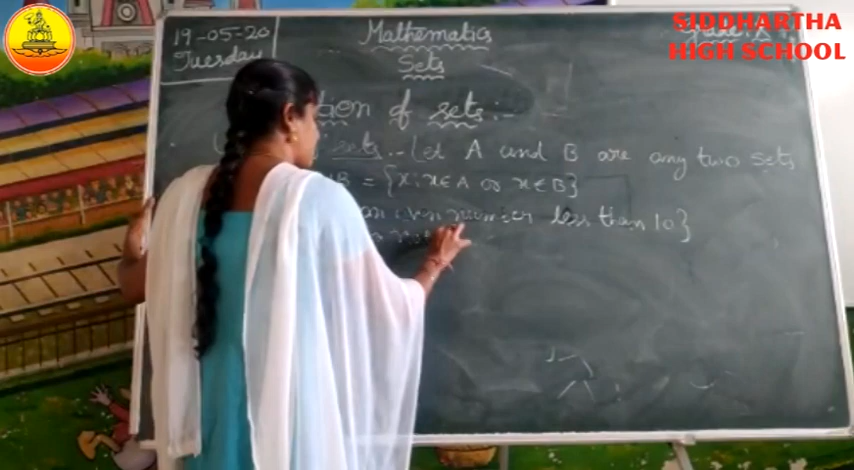 SIDDHARTHA
HIGH SCHOOL
19-05-20
Tuesday
Mathematics
Sets
tion of sets:-
sets:- Let A and B are any two sets
B = {x : x ∈ A or x ∈ B}
an even number less than 10}